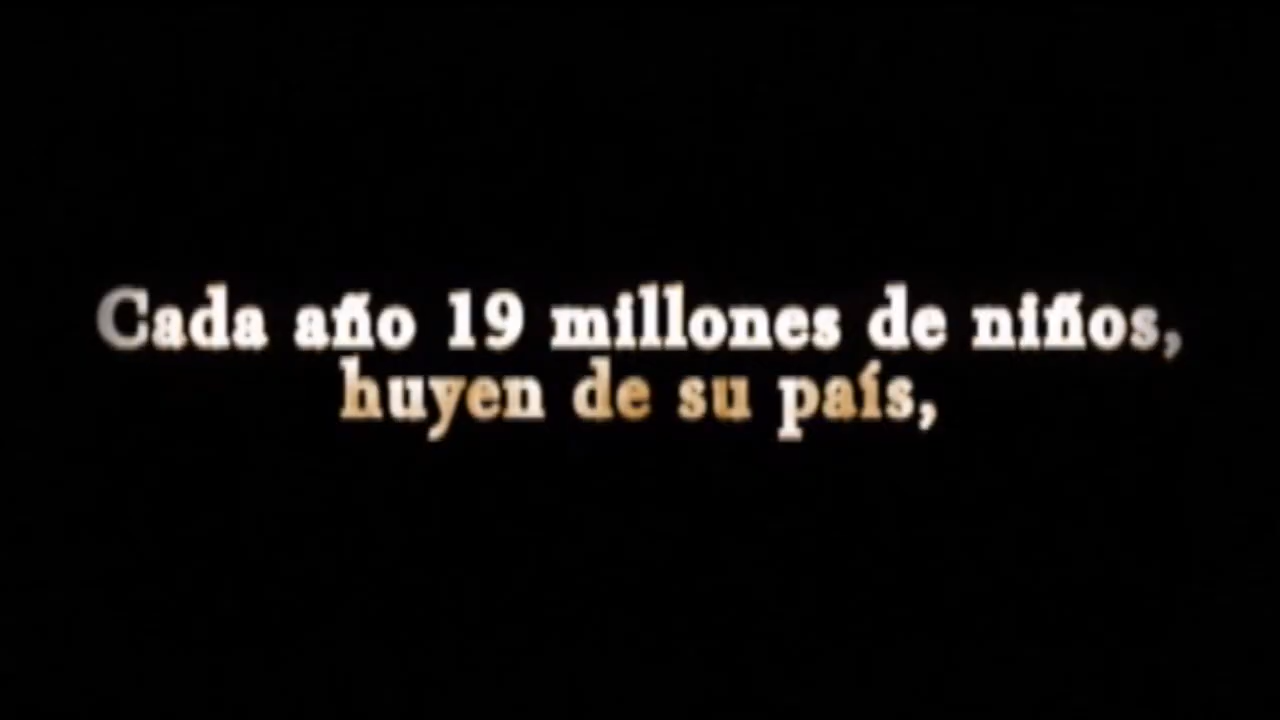 Cada año 19 millones de niños,
huyen de su país,